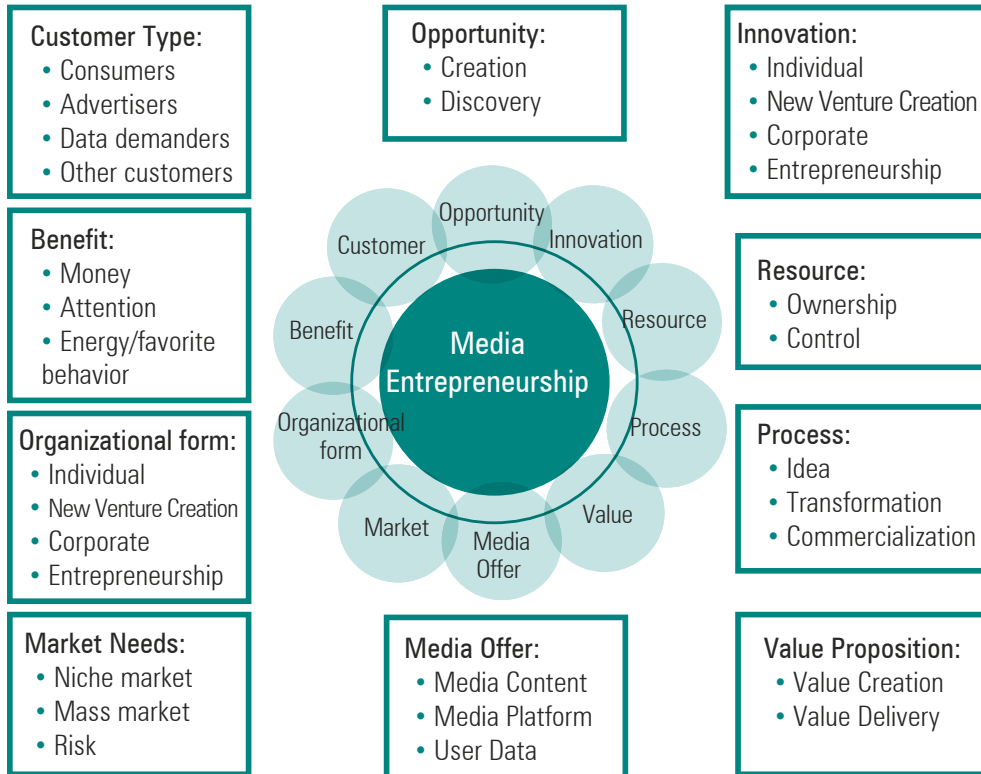 Customer Type:
• Consumers
• Advertisers
• Data demanders
• Other customers
Opportunity:
• Creation
• Discovery
Innovation:
• Individual
• New Venture Creation
• Corporate
• Entrepreneurship
Benefit:
• Money
• Attention
• Energy/favorite
behavior
Resource:
• Ownership
• Control
Organizational form:
• Individual
• New Venture Creation
• Corporate
• Entrepreneurship
Process:
• Idea
• Transformation
• Commercialization
Market Needs:
• Niche market
• Mass market
• Risk
Media Offer:
• Media Content
• Media Platform
• User Data
Value Proposition:
• Value Creation
• Value Delivery
Media
Entrepreneurship
Opportunity
Innovation
Resource
Process
Value
Media
Offer
Market
Organizational
form
Benefit
Customer